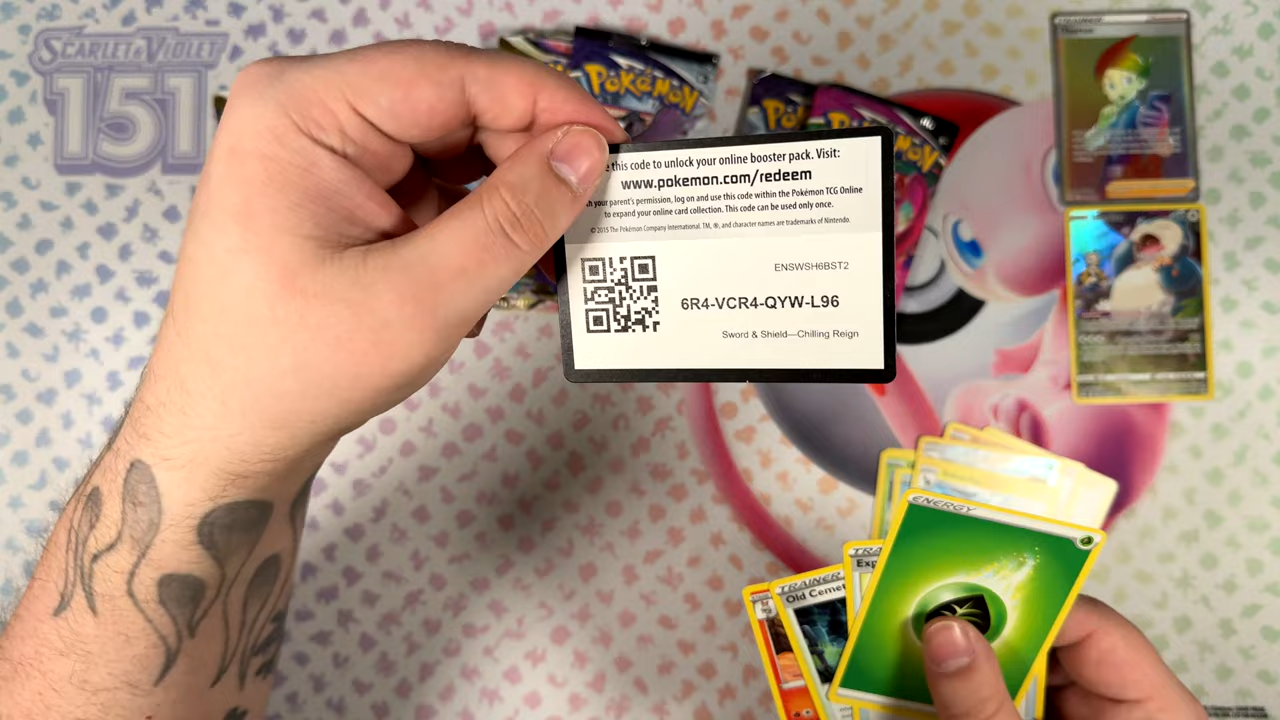 SCARLET & VIOLET
151
POKÉMON
e this code to unlock your online booster pack. Visit:
www.pokemon.com/redeem
h your parent's permission, log on and use this code within the Pokémon TCG Online
to expand your online card collection. This code can be used only once.
© 2015 The Pokémon Company International. TM, ®, and character names are trademarks of Nintendo.
ENSWSH6BST2
6R4-VCR4-QYW-L96
Sword & Shield—Chilling Reign
ENERGY
TRAINER
Old Cemet
TRA
Exp